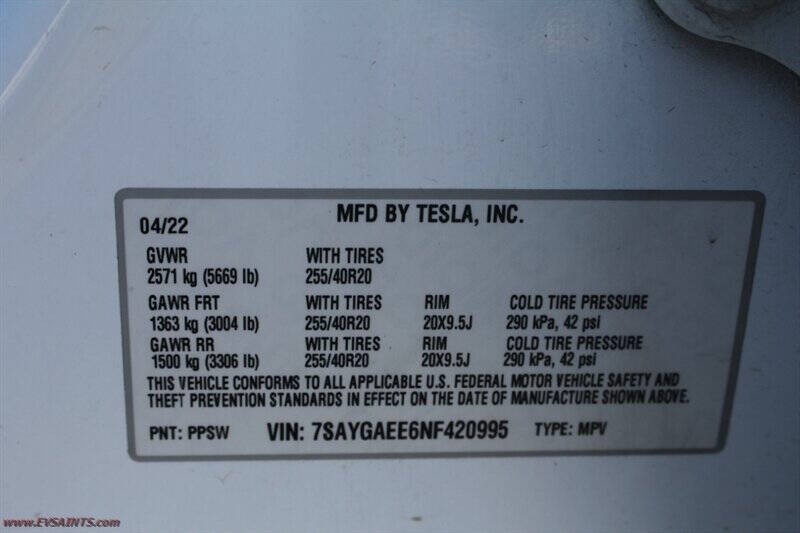 04/22 MFD BY TESLA, INC.
GVWR WITH TIRES
2571 kg (5669 lb) 255/40R20
GAWR FRT WITH TIRES RIM COLD TIRE PRESSURE
1363 kg (3004 lb) 255/40R20 20X9.5J 290 kPa, 42 psi
GAWR RR WITH TIRES RIM COLD TIRE PRESSURE
1500 kg (3306 lb) 255/40R20 20X9.5J 290 kPa, 42 psi
THIS VEHICLE CONFORMS TO ALL APPLICABLE U.S. FEDERAL MOTOR VEHICLE SAFETY AND
THEFT PREVENTION STANDARDS IN EFFECT ON THE DATE OF MANUFACTURE SHOWN ABOVE.
PNT: PPSW VIN: 7SAYGAEE6NF420995 TYPE: MPV
www.EVSAINTS.com